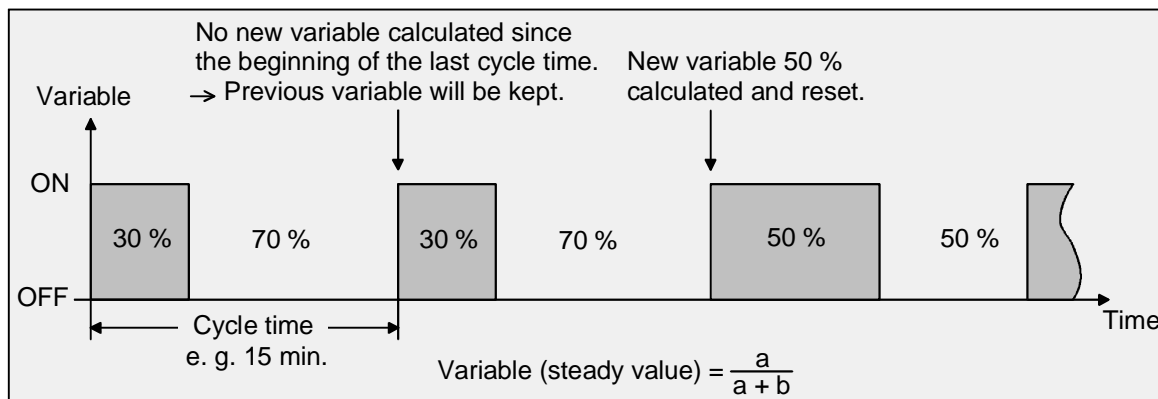 No new variable calculated since
the beginning of the last cycle time.
→ Previous variable will be kept.
New variable 50 %
calculated and reset.
Variable
ON
30 %
70 %
30 %
70 %
50 %
50 %
OFF
Time
Cycle time
e. g. 15 min.
Variable (steady value) = a
a + b